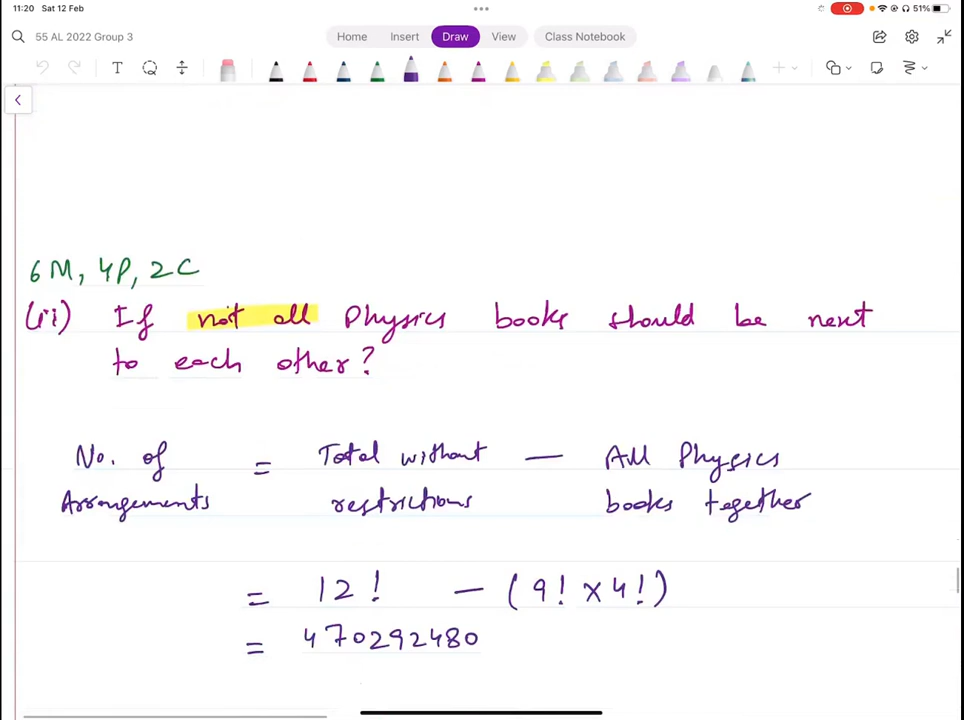 11:20 Sat 12 Feb
51%
55 AL 2022 Group 3
Home Insert Draw View Class Notebook
6M, 4P, 2C
(ii) If not all Physics books should be next
to each other?
No. of = Total without — All Physics
Arrangements restrictions books together
= 12! — (9! × 4!)
= 470292480